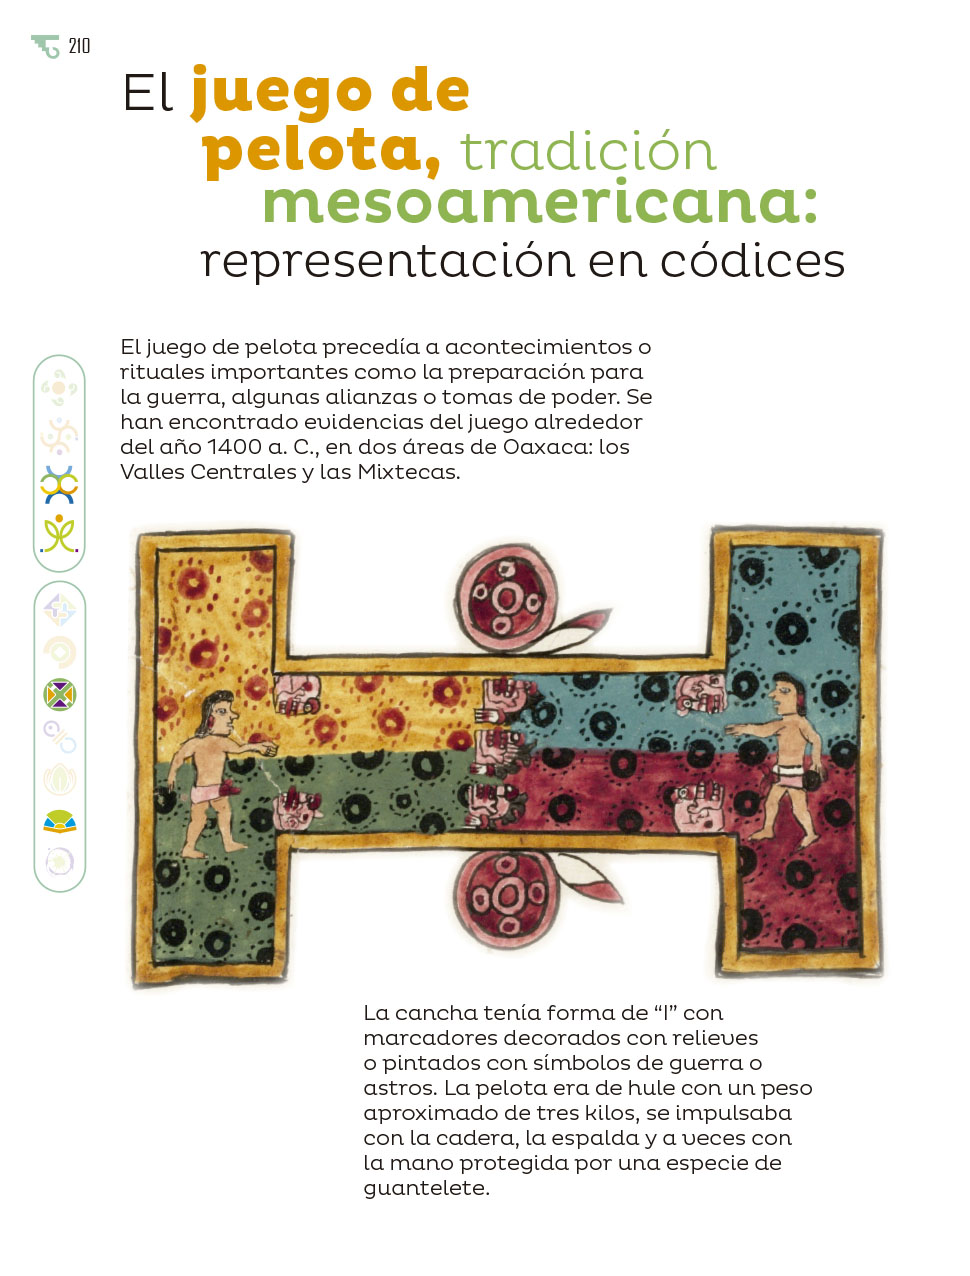 210
El juego de
pelota, tradición
mesoamericana:
representación en códices
El juego de pelota precedía a acontecimientos o
rituales importantes como la preparación para
la guerra, algunas alianzas o tomas de poder. Se
han encontrado evidencias del juego alrededor
del año 1400 a. C., en dos áreas de Oaxaca: los
Valles Centrales y las Mixtecas.
La cancha tenía forma de “I” con
marcadores decorados con relieves
o pintados con símbolos de guerra o
astros. La pelota era de hule con un peso
aproximado de tres kilos, se impulsaba
con la cadera, la espalda y a veces con
la mano protegida por una especie de
guantelete.